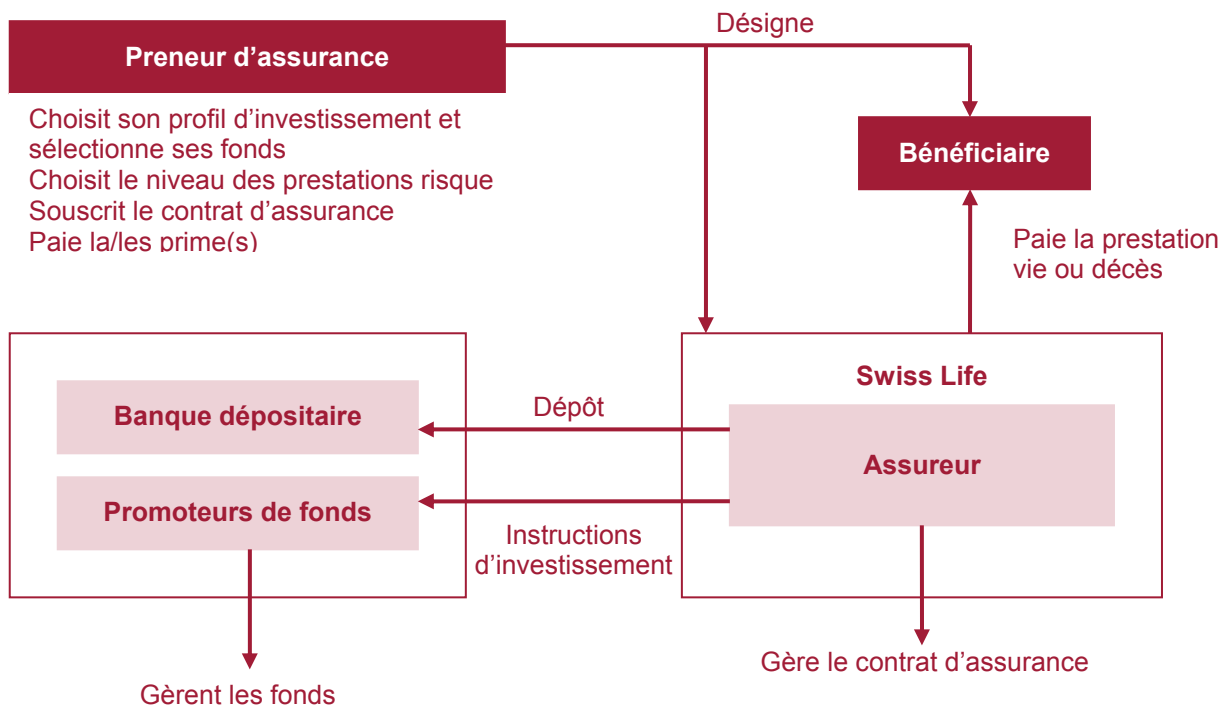 Désigne
Preneur d'assurance
Choisit son profil d'investissement et
sélectionne ses fonds
Choisit le niveau des prestations risque
Souscrit le contrat d'assurance
Paie la/les prime(s)
Bénéficiaire
Paie la prestation
vie ou décès
Swiss Life
Banque dépositaire
Dépôt
Assureur
Promoteurs de fonds
Instructions
d'investissement
Gère le contrat d'assurance
Gèrent les fonds